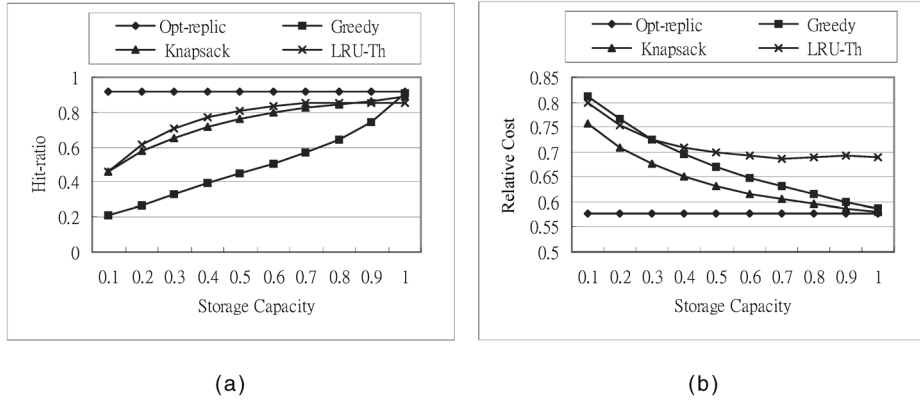 Opt-replic
Greedy
Knapsack
LRU-Th
1
0.8
0.6
0.4
0.2
0
Hit-ratio
0.1 0.2 0.3 0.4 0.5 0.6 0.7 0.8 0.9 1
Storage Capacity
(a)
Opt-replic
Greedy
Knapsack
LRU-Th
0.85
0.8
0.75
0.7
0.65
0.6
0.55
0.5
Relative Cost
0.1 0.2 0.3 0.4 0.5 0.6 0.7 0.8 0.9 1
Storage Capacity
(b)